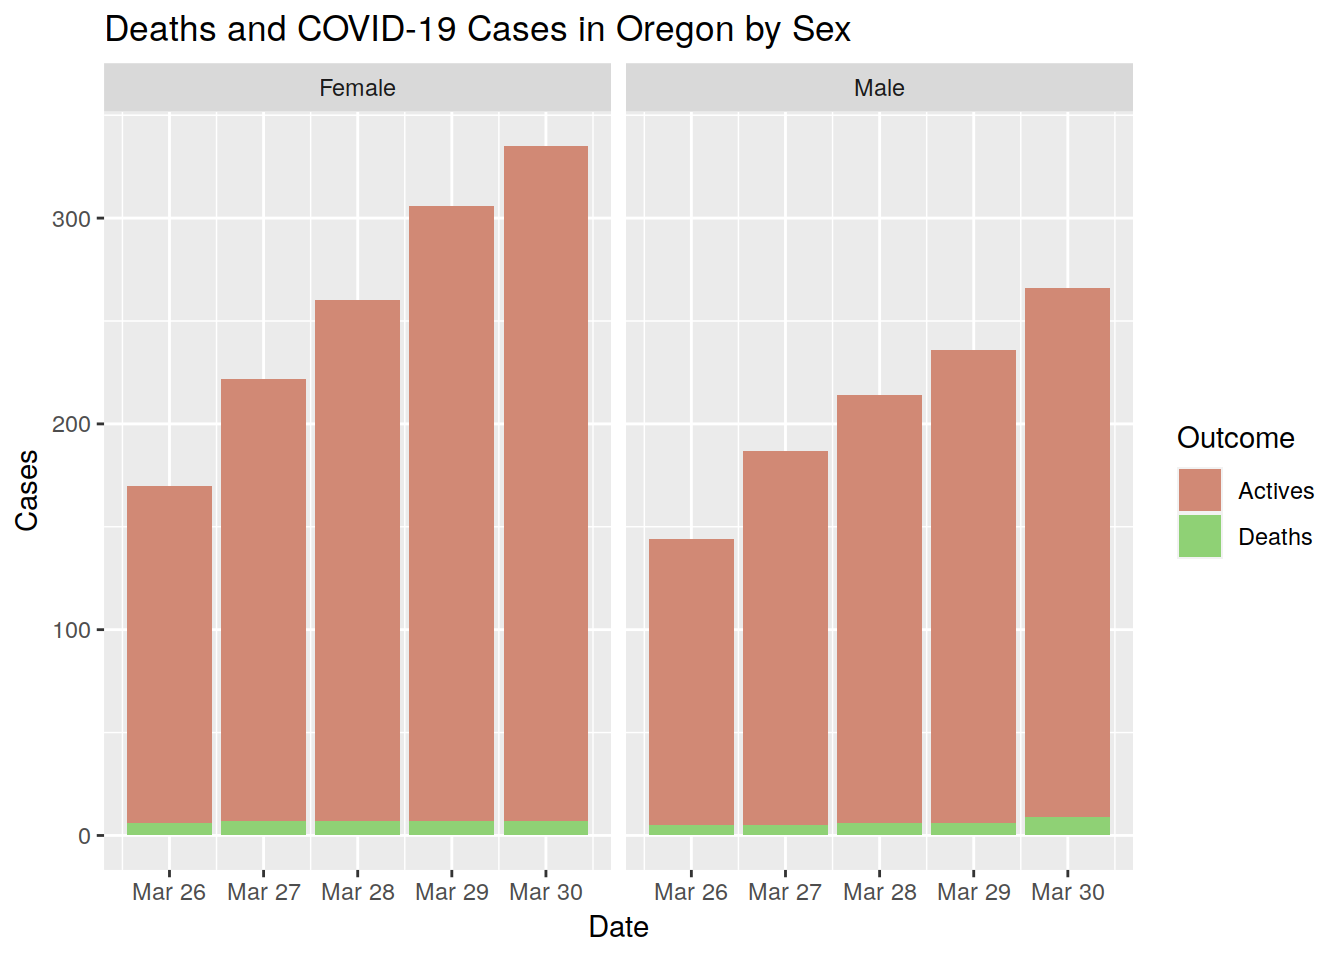 Deaths and COVID-19 Cases in Oregon by Sex
Female
Male
300
200
100
0
Cases
Mar 26 Mar 27 Mar 28 Mar 29 Mar 30
Mar 26 Mar 27 Mar 28 Mar 29 Mar 30
Date
Outcome
Actives
Deaths